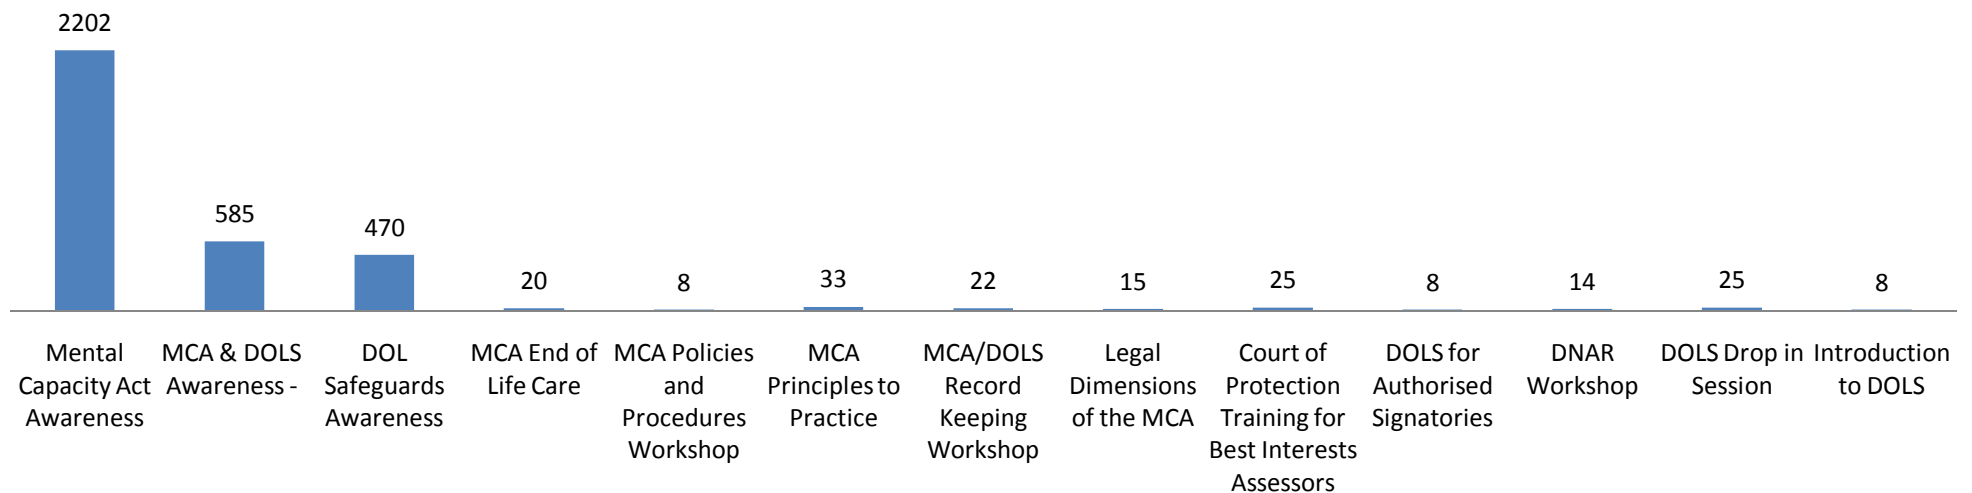 2202
585
470
20
8
33
22
15
25
8
14
25
8
Mental
Capacity Act
Awareness
MCA & DOLS
Awareness -
DOL
Safeguards
Awareness
MCA End of
Life Care
MCA Policies
and
Procedures
Workshop
MCA
Principles to
Practice
MCA/DOLS
Record
Keeping
Workshop
Legal
Dimensions
of the MCA
Court of
Protection
Training for
Best Interests
Assessors
DOLS for
Authorised
Signatories
DNAR
Workshop
DOLS Drop in
Session
Introduction
to DOLS